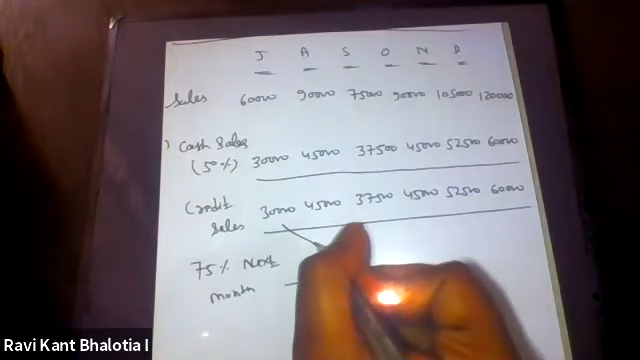 J A S O N D
Sales 60000 90000 75000 90000 105000 120000
) Cash Sales
(50%) 30000 45000 37500 45000 52500 60000
Credit
Sales 30000 45000 37500 45000 52500 60000
75% Next
month
Ravi Kant Bhalotia I